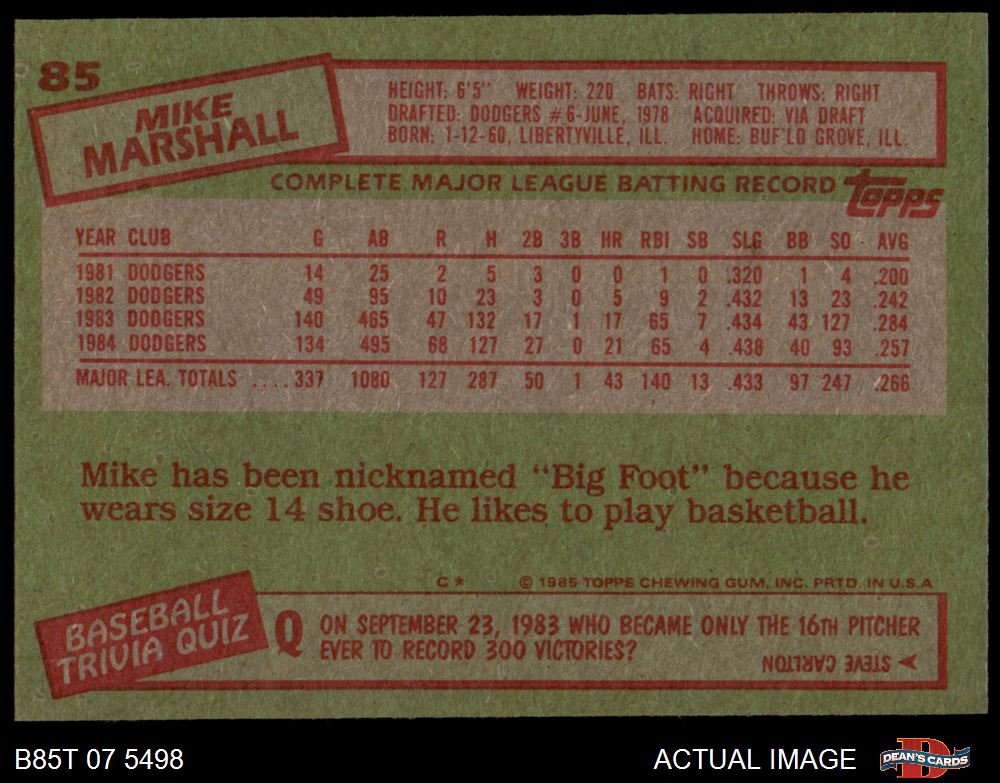 85
MIKE
MARSHALL
HEIGHT: 6'5" WEIGHT: 220 BATS: RIGHT THROWS: RIGHT
DRAFTED: DODGERS #6-JUNE, 1978 ACQUIRED: VIA DRAFT
BORN: 1-12-60, LIBERTYVILLE, ILL. HOME: BUF'LO GROVE, ILL.
COMPLETE MAJOR LEAGUE BATTING RECORD topps
YEAR CLUB G AB R H 2B 3B HR RBI SB SLG BB SO AVG
1981 DODGERS 14 25 2 5 3 0 0 1 0 .320 1 4 .200
1982 DODGERS 49 95 10 23 3 0 5 9 2 .432 13 23 .242
1983 DODGERS 140 465 47 132 17 1 17 65 7 .434 43 127 .284
1984 DODGERS 134 495 68 127 27 0 21 65 4 .438 40 93 .257
MAJOR LEA. TOTALS ....337 1080 127 287 50 1 43 140 13 .433 97 247 .266
Mike has been nicknamed "Big Foot" because he
wears size 14 shoe. He likes to play basketball.
C* © 1985 TOPPS CHEWING GUM, INC. PRTD. IN U.S.A
BASEBALL
TRIVIA QUIZ
Q ON SEPTEMBER 23, 1983 WHO BECAME ONLY THE 16TH PITCHER
EVER TO RECORD 300 VICTORIES?
STEVE CARLTON
B85T 07 5498
ACTUAL IMAGE
D
DEAN'S CARDS